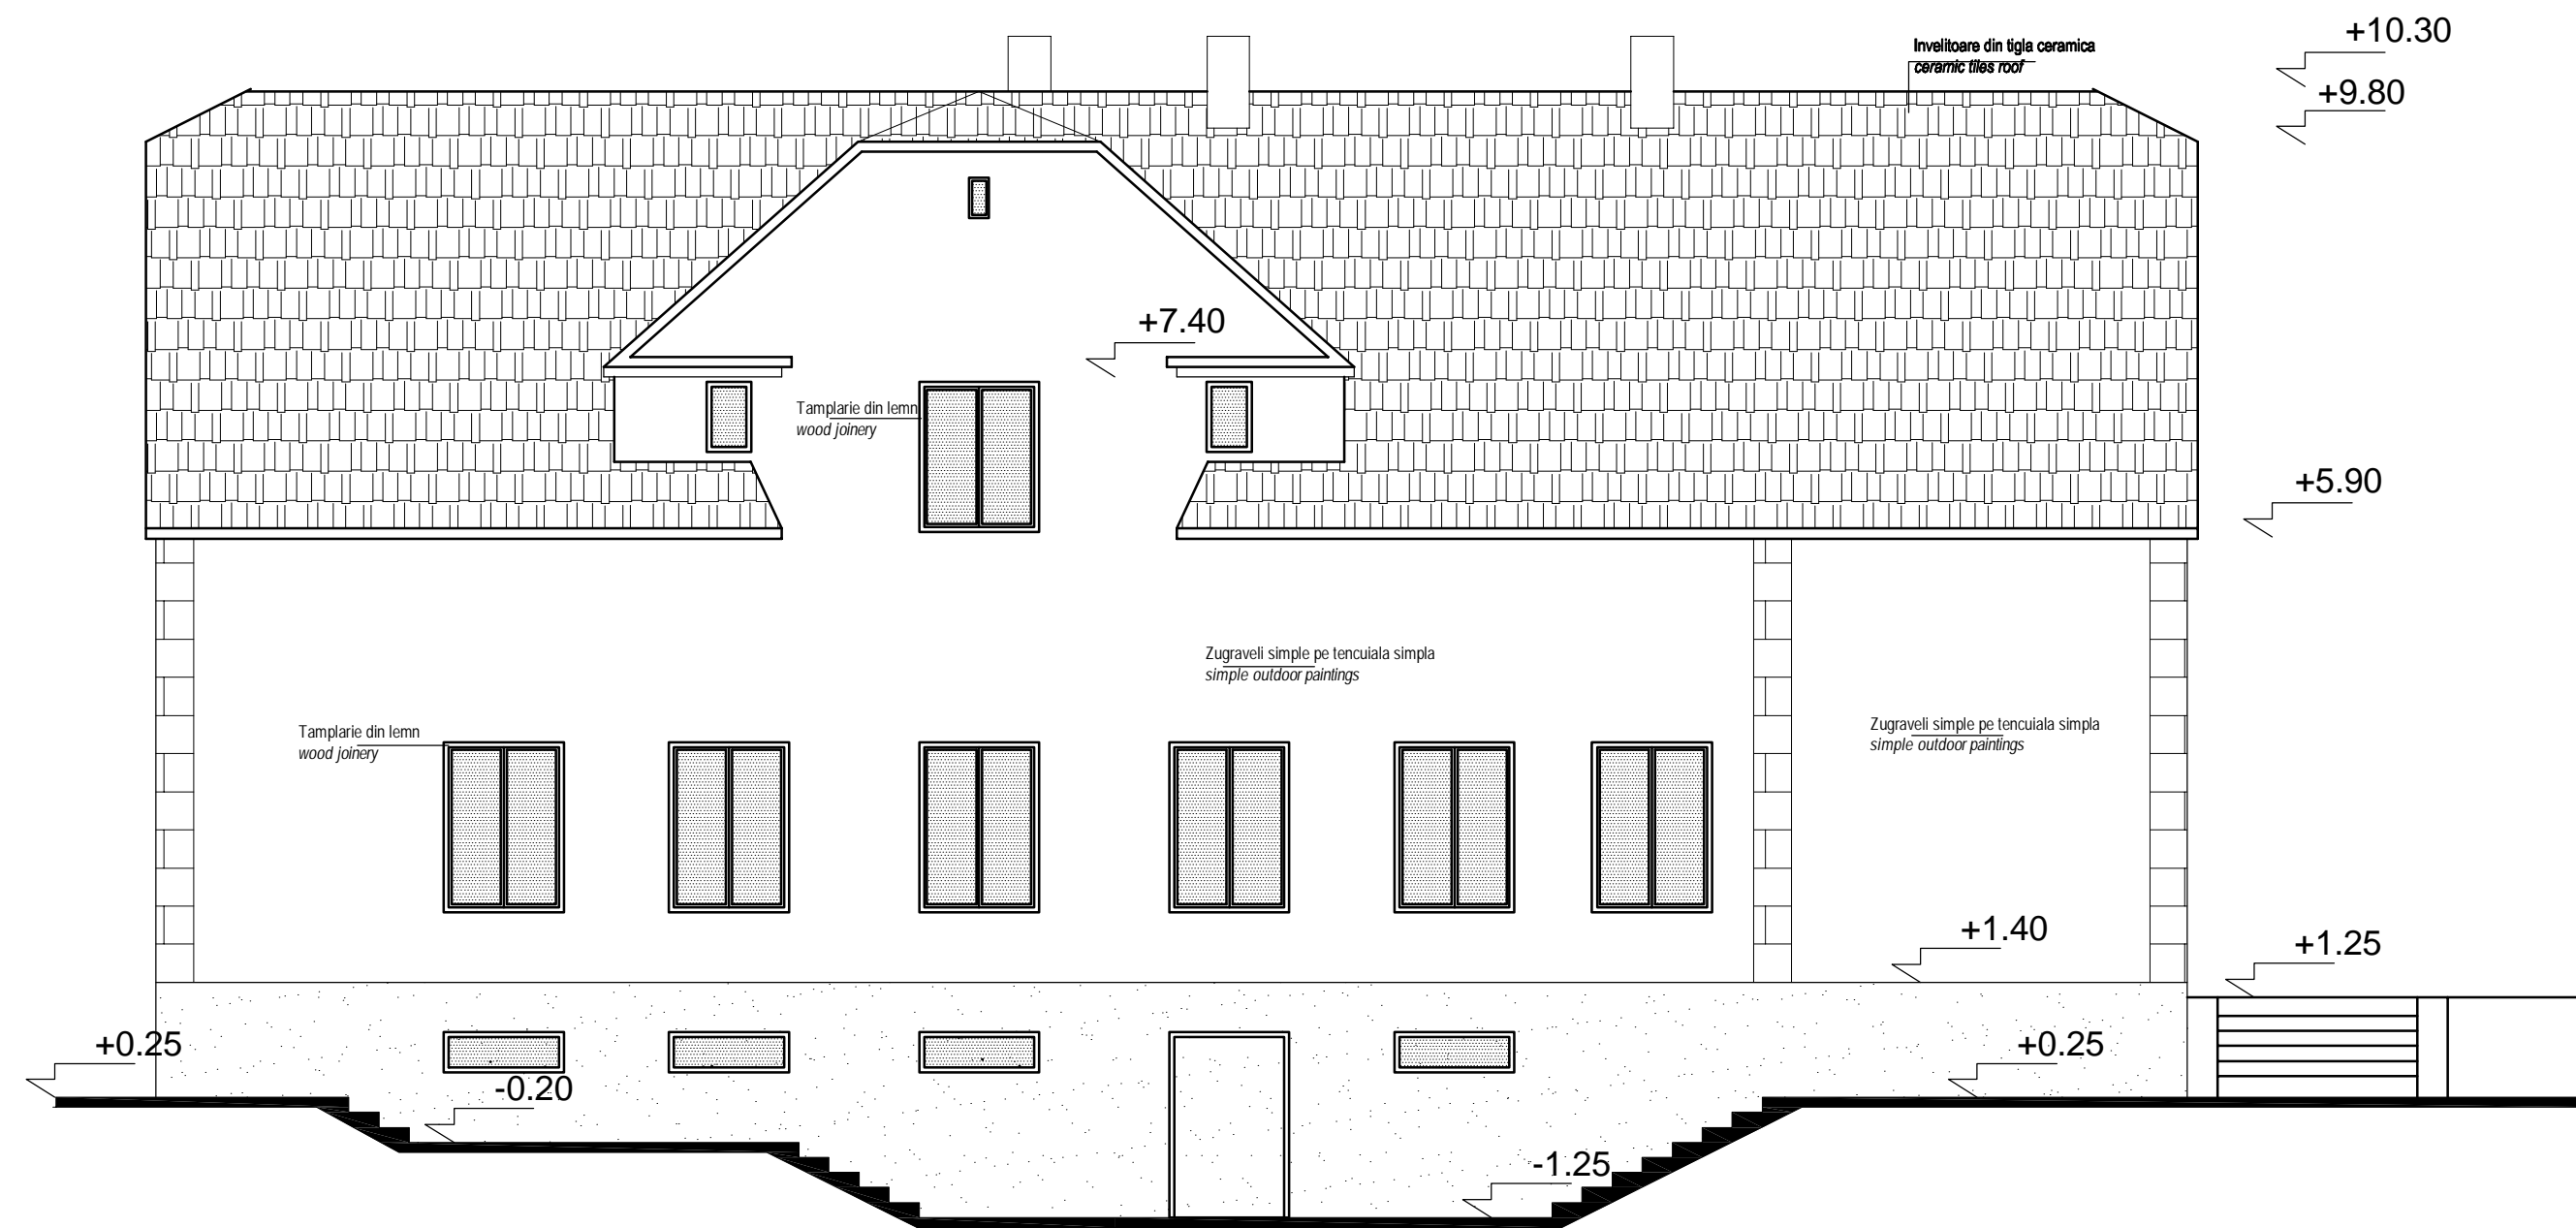 +10.30
Invelitoare din tigla ceramica
ceramic tiles roof
+9.80
+7.40
Tamplarie din lemn
wood joinery
+5.90
Zugraveli simple pe tencuiala simpla
simple outdoor paintings
Zugraveli simple pe tencuiala simpla
simple outdoor paintings
Tamplarie din lemn
wood joinery
+1.40
+1.25
+0.25
+0.25
-0.20
-1.25